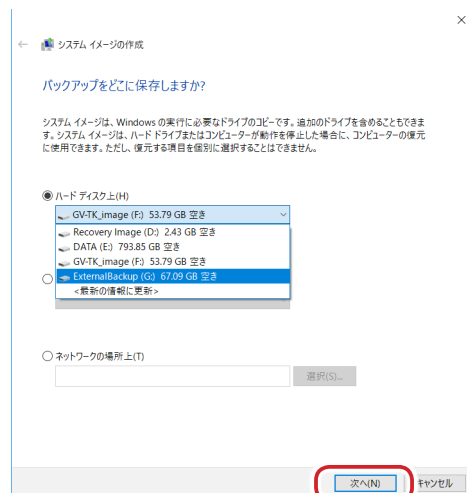 システム イメージの作成
バックアップをどこに保存しますか?
システム イメージは、Windows の実行に必要なドライブのコピーです。追加のドライブを含めることもできま
す。システム イメージは、ハード ドライブまたはコンピューターが動作を停止した場合に、コンピューターの復元
に使用できます。ただし、復元する項目を個別に選択することはできません。
ハード ディスク上(H)
GV-TK_image (F:) 53.79 GB 空き
Recovery Image (D:) 2.43 GB 空き
DATA (E:) 793.85 GB 空き
GV-TK_image (F:) 53.79 GB 空き
ExternalBackup (G:) 67.09 GB 空き
<最新の情報に更新>
ネットワークの場所上(T)
選択(S)...
次へ(N)
キャンセル